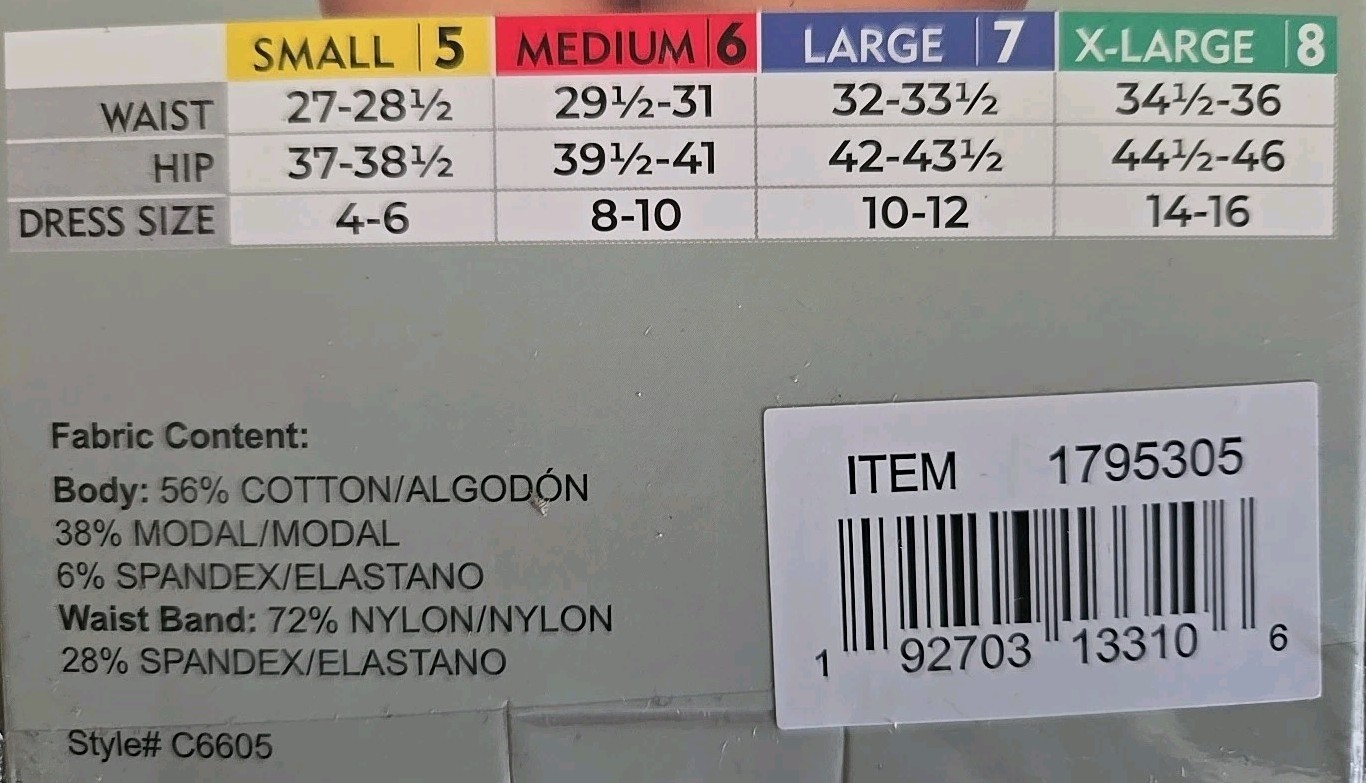 SMALL | 5 MEDIUM | 6 LARGE | 7 X-LARGE | 8
WAIST 27-28½ 29½-31 32-33½ 34½-36
HIP 37-38½ 39½-41 42-43½ 44½-46
DRESS SIZE 4-6 8-10 10-12 14-16
Fabric Content:
Body: 56% COTTON/ALGODÓN
38% MODAL/MODAL
6% SPANDEX/ELASTANO
Waist Band: 72% NYLON/NYLON
28% SPANDEX/ELASTANO
Style# C6605
ITEM 1795305
1 92703 13310 6